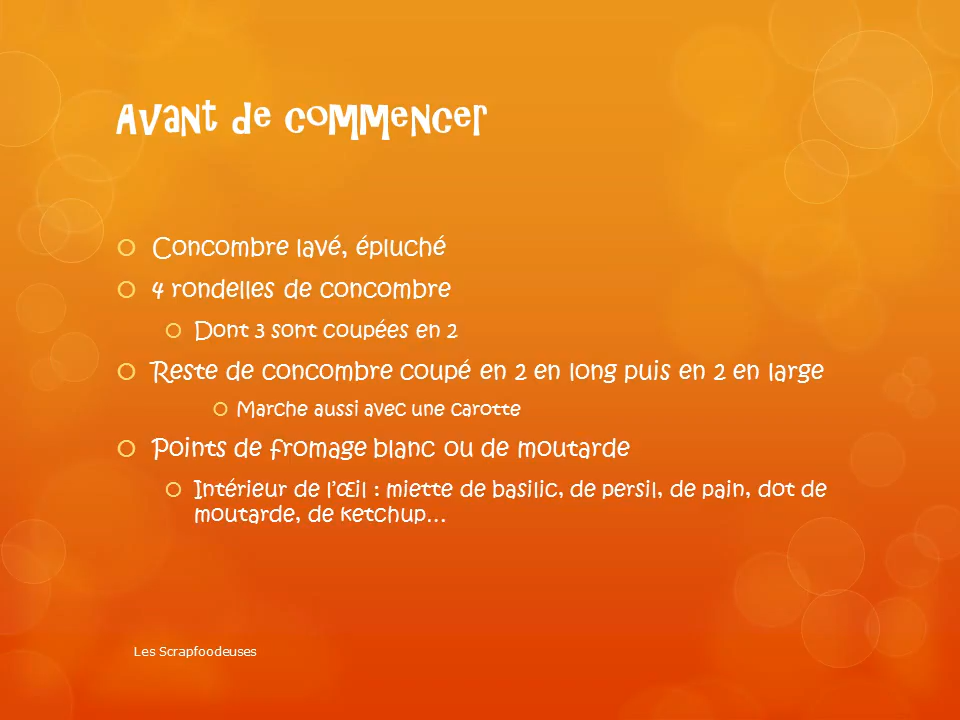 Avant de commencer
Concombre lavé, épluché
4 rondelles de concombre
Dont 3 sont coupées en 2
Reste de concombre coupé en 2 en long puis en 2 en large
Marche aussi avec une carotte
Points de fromage blanc ou de moutarde
Intérieur de l’Œil : miette de basilic, de persil, de pain, dot de
moutarde, de ketchup…
Les Scrapfoodeuses